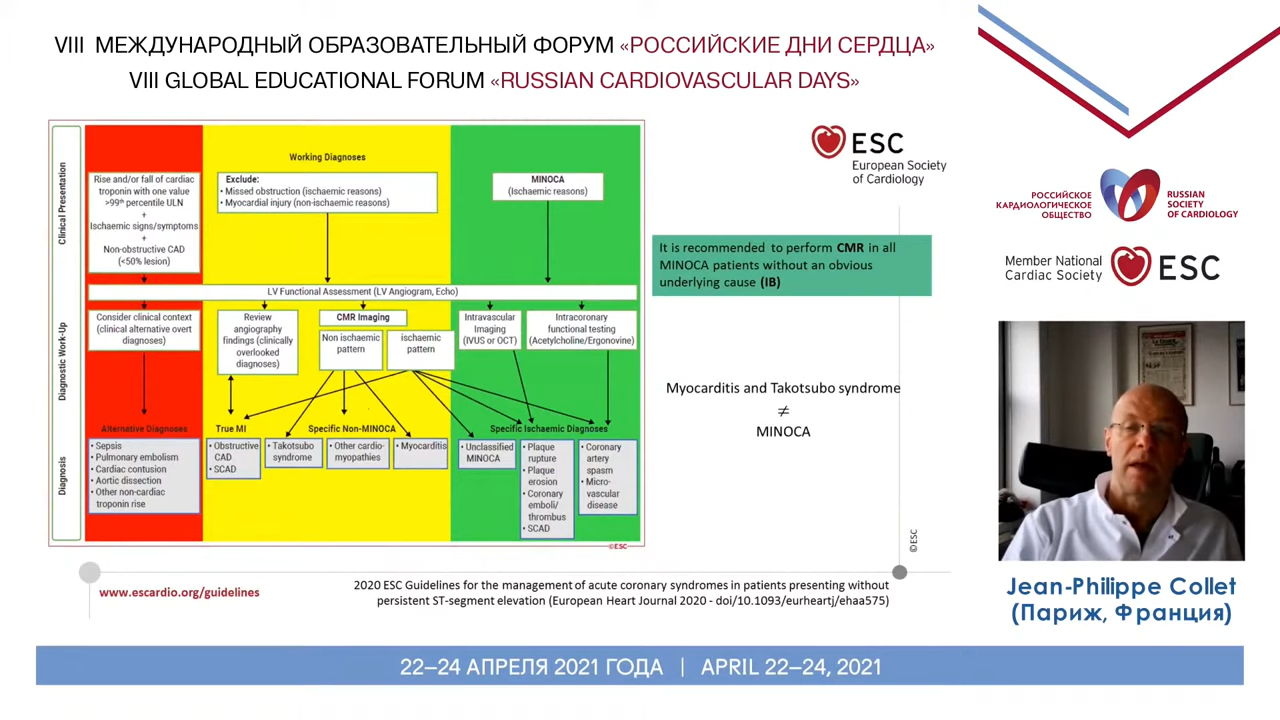 VIII МЕЖДУНАРОДНЫЙ ОБРАЗОВАТЕЛЬНЫЙ ФОРУМ «РОССИЙСКИЕ ДНИ СЕРДЦА»
VIII GLOBAL EDUCATIONAL FORUM «RUSSIAN CARDIOVASCULAR DAYS»
Clinical Presentation
Rise and/or fall of cardiac
troponin with one value
>99th percentile ULN
+
Ischaemic signs/symptoms
+
Non-obstructive CAD
(<50% lesion)
Working Diagnoses
Exclude:
• Missed obstruction (ischaemic reasons)
• Myocardial injury (non-ischaemic reasons)
MINOCA
(Ischaemic reasons)
LV Functional Assessment (LV Angiogram, Echo)
Diagnostic Work-Up
Consider clinical context
(clinical alternative overt
diagnoses)
Review
angiography
findings (clinically
overlooked
diagnoses)
CMR Imaging
Non ischaemic
pattern
ischaemic
pattern
Intravascular
Imaging
(IVUS or OCT)
Intracoronary
functional testing
(Acetylcholine/Ergonovine)
Diagnosis
Alternative Diagnoses
• Sepsis
• Pulmonary embolism
• Cardiac contusion
• Aortic dissection
• Other non-cardiac
troponin rise
True MI
• Obstructive
CAD
• SCAD
Specific Non-MINOCA
• Takotsubo
syndrome
• Other cardio-
myopathies
• Myocarditis
Specific Ischaemic Diagnoses
• Unclassified
MINOCA
• Plaque
rupture
• Plaque
erosion
• Coronary
emboli/
thrombus
• SCAD
• Coronary
artery
spasm
• Micro-
vascular
disease
©ESC
ESC
European Society
of Cardiology
It is recommended to perform CMR in all
MINOCA patients without an obvious
underlying cause (IB)
Myocarditis and Takotsubo syndrome
≠
MINOCA
©ESC
www.escardio.org/guidelines
2020 ESC Guidelines for the management of acute coronary syndromes in patients presenting without
persistent ST-segment elevation (European Heart Journal 2020 - doi/10.1093/eurheartj/ehaa575)
РОССИЙСКОЕ
КАРДИОЛОГИЧЕСКОЕ
ОБЩЕСТВО
RUSSIAN
SOCIETY
OF CARDIOLOGY
Member National
Cardiac Society
ESC
Jean-Philippe Collet
(Париж, Франция)
22–24 АПРЕЛЯ 2021 ГОДА | APRIL 22–24, 2021